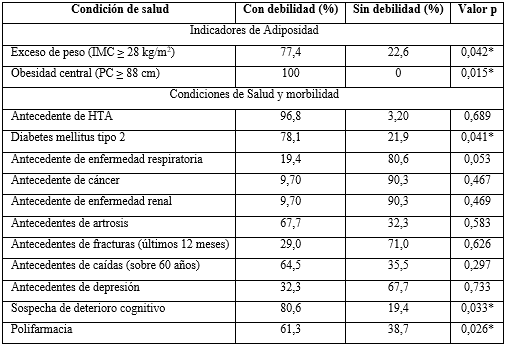 Condición de salud Con debilidad (%) Sin debilidad (%) Valor p
Indicadores de Adiposidad
Exceso de peso (IMC ≥ 28 kg/m²) 77,4 22,6 0,042*
Obesidad central (PC ≥ 88 cm) 100 0 0,015*
Condiciones de Salud y morbilidad
Antecedente de HTA 96,8 3,20 0,689
Diabetes mellitus tipo 2 78,1 21,9 0,041*
Antecedente de enfermedad respiratoria 19,4 80,6 0,053
Antecedente de cáncer 9,70 90,3 0,467
Antecedente de enfermedad renal 9,70 90,3 0,469
Antecedentes de artrosis 67,7 32,3 0,583
Antecedentes de fracturas (últimos 12 meses) 29,0 71,0 0,626
Antecedentes de caídas (sobre 60 años) 64,5 35,5 0,297
Antecedentes de depresión 32,3 67,7 0,733
Sospecha de deterioro cognitivo 80,6 19,4 0,033*
Polifarmacia 61,3 38,7 0,026*